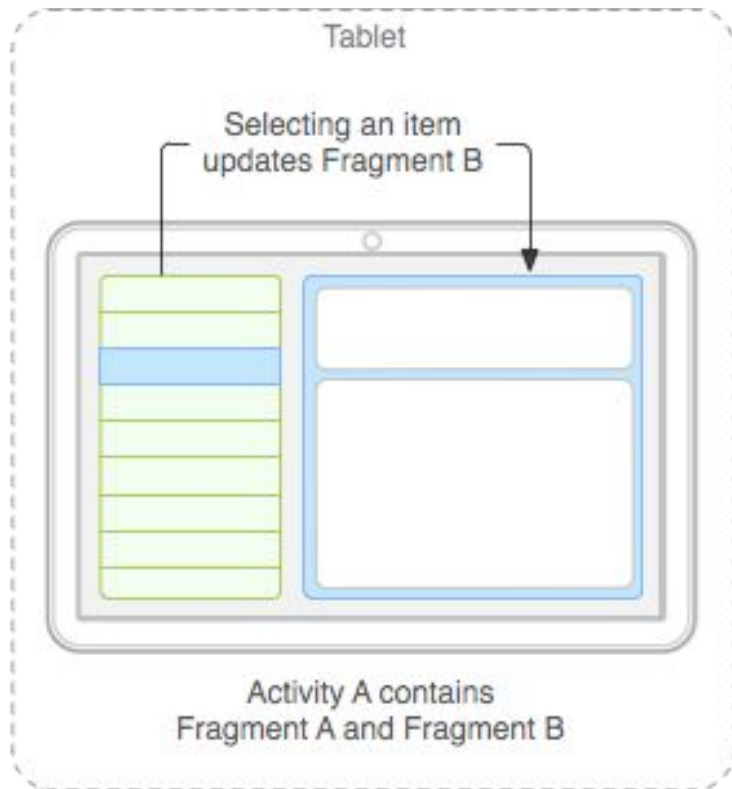 Tablet
Selecting an item
updates Fragment B
Activity A contains
Fragment A and Fragment B